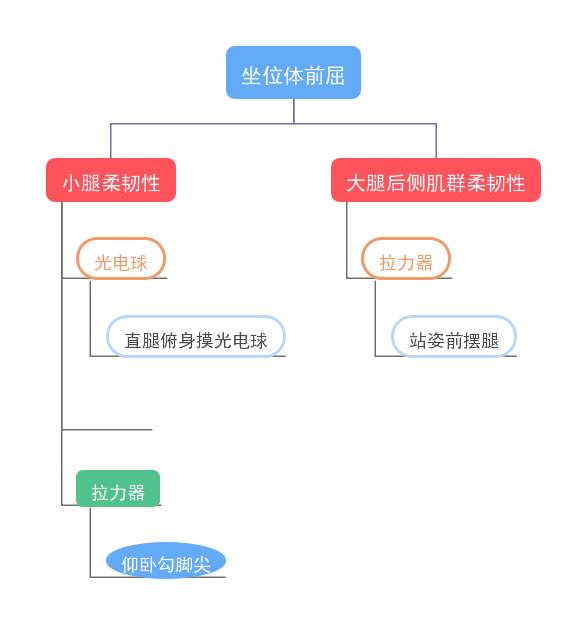 坐位体前屈
小腿柔韧性
大腿后侧肌群柔韧性
光电球
拉力器
直腿俯身摸光电球
站姿前摆腿
拉力器
仰卧勾脚尖